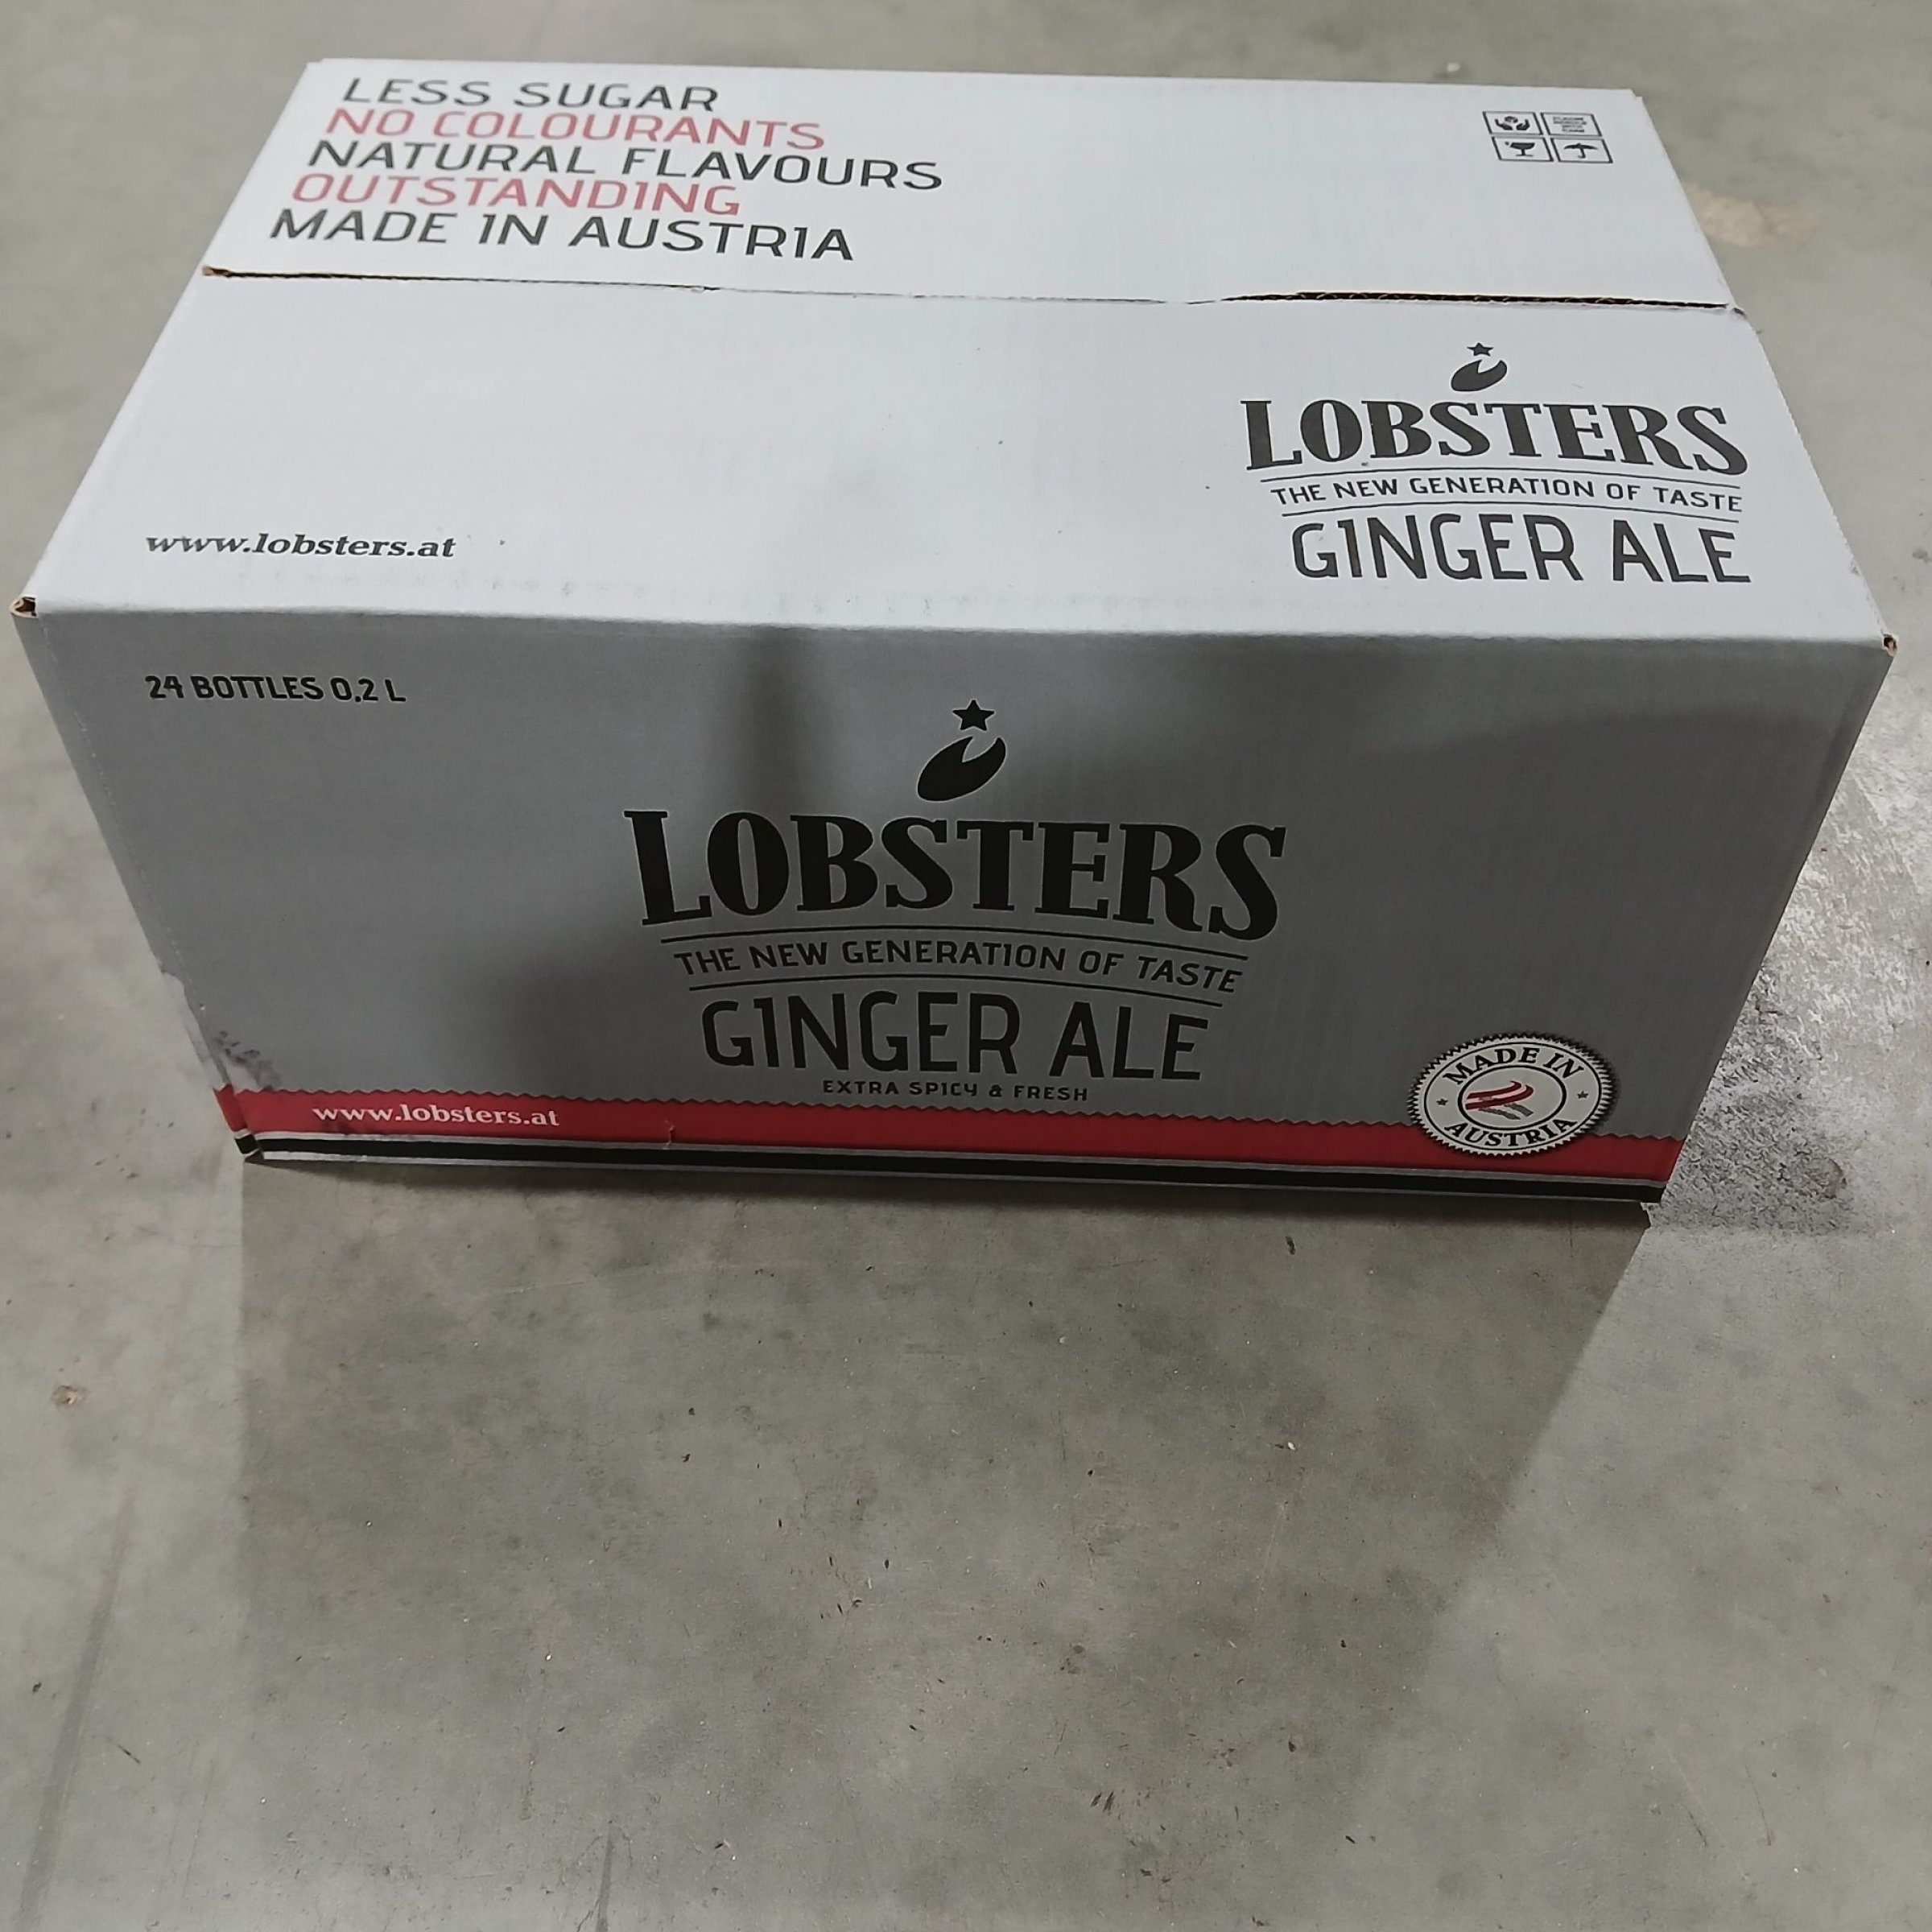 LESS SUGAR
NO COLOURANTS
NATURAL FLAVOURS
OUTSTANDING
MADE IN AUSTRIA
LOBSTERS
THE NEW GENERATION OF TASTE
GINGER ALE
www.lobsters.at
24 BOTTLES 0,2 L
LOBSTERS
THE NEW GENERATION OF TASTE
GINGER ALE
EXTRA SPICY & FRESH
www.lobsters.at
MADE IN
AUSTRIA